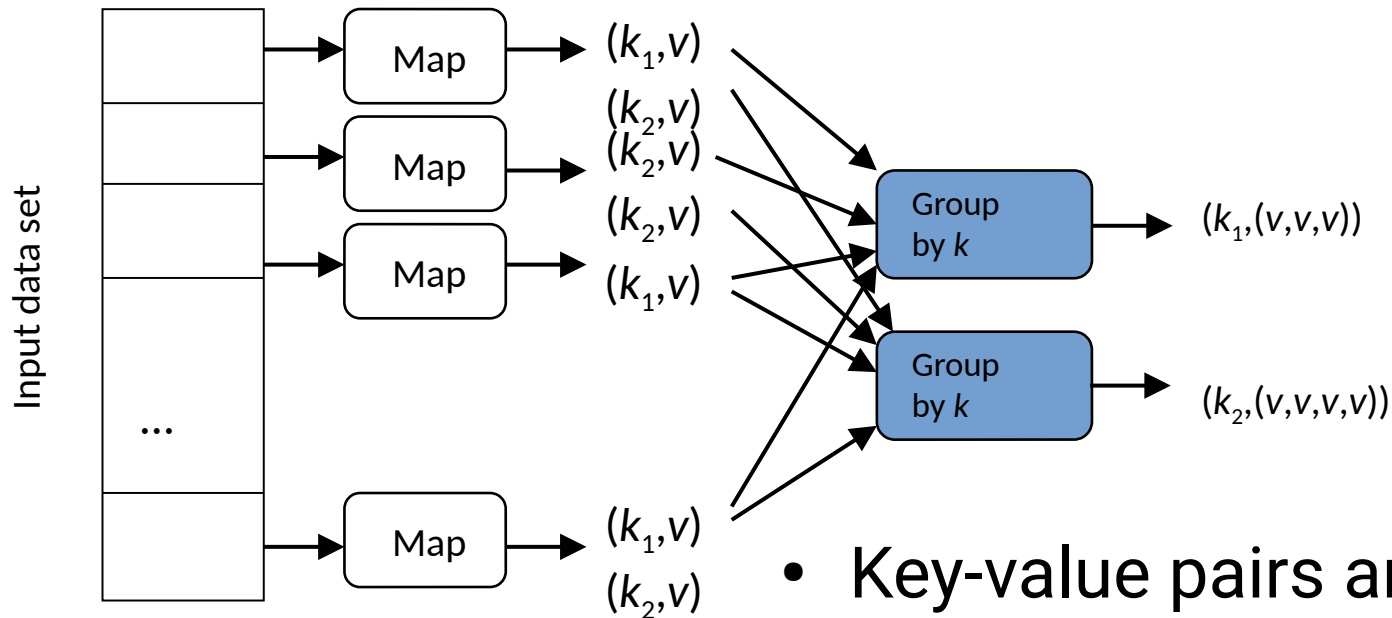 Input data set
...
Map
Map
Map
Map
(k₁,v)
(k₂,v)
(k₂,v)
(k₂,v)
(k₁,v)
(k₁,v)
(k₂,v)
Group
by k
Group
by k
(k₁,(v,v,v))
(k₂,(v,v,v,v))
• Key-value pairs ar